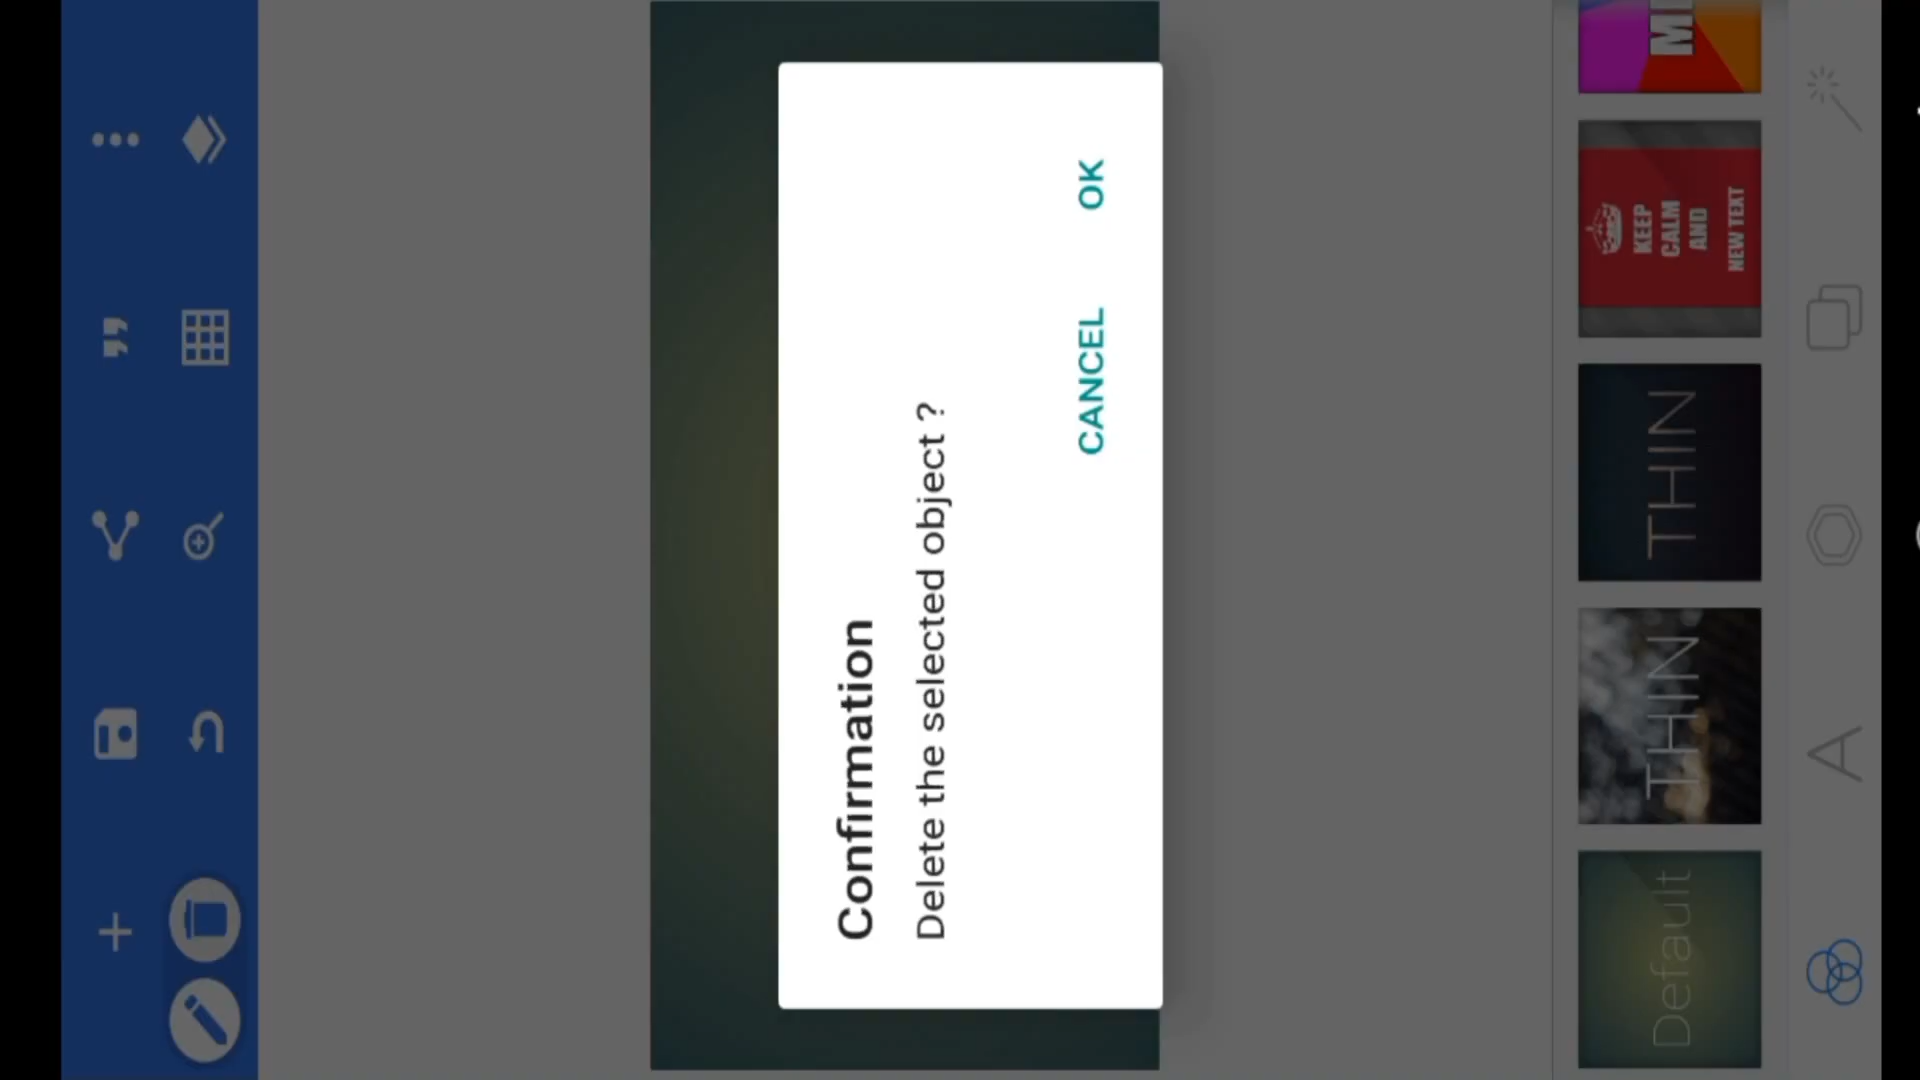 Confirmation
Delete the selected object ?
CANCEL
OK
Default
THIN
THIN
KEEP
CALM
AND
NEW TEXT
A